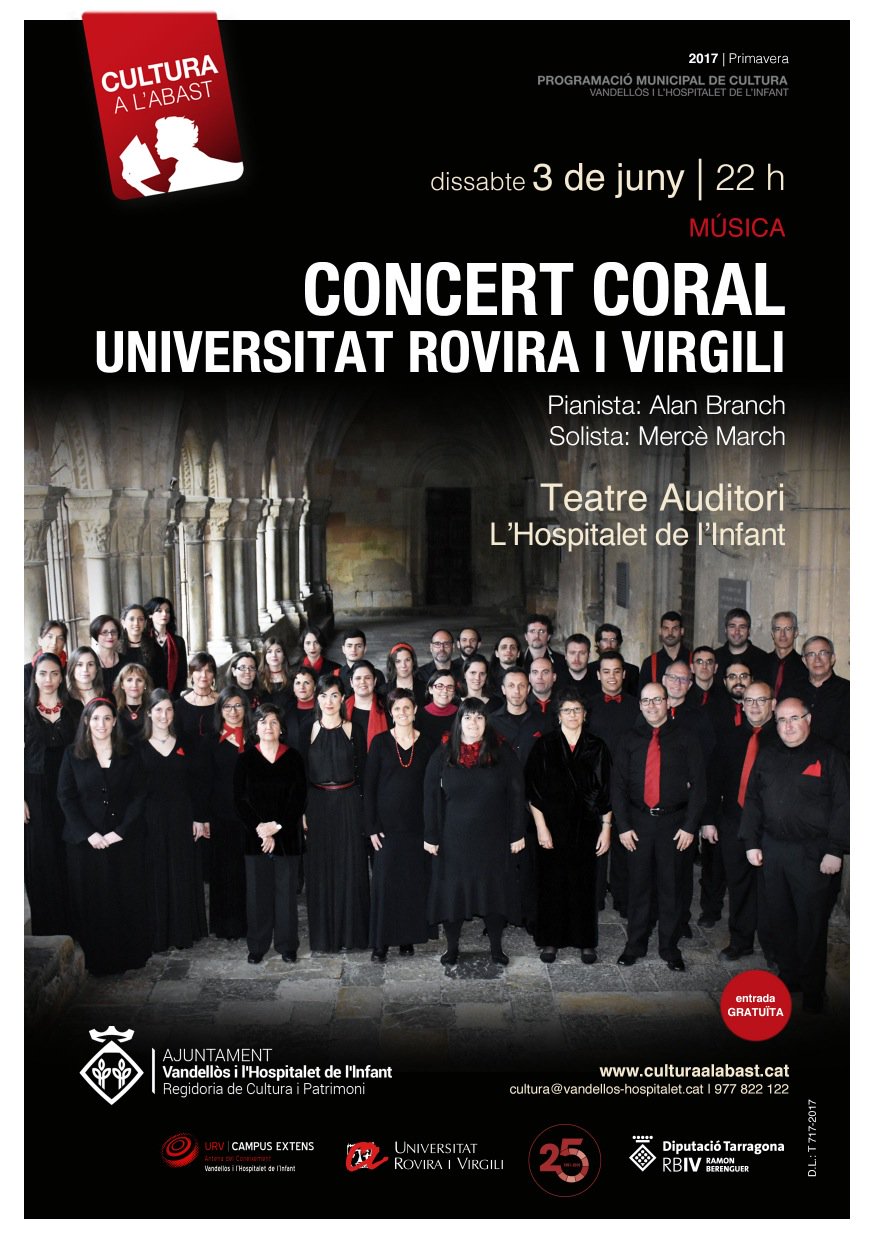 CULTURA
A L'ABAST
2017 | Primavera
PROGRAMACIÓ MUNICIPAL DE CULTURA
VANDELLÒS I L'HOSPITALET DE L'INFANT
dissabte 3 de juny | 22 h
MÚSICA
CONCERT CORAL
UNIVERSITAT ROVIRA I VIRGILI
Pianista: Alan Branch
Solista: Mercè March
Teatre Auditori
L'Hospitalet de l'Infant
entrada
GRATUÏTA
AJUNTAMENT
Vandellòs i l'Hospitalet de l'Infant
Regidoria de Cultura i Patrimoni
www.culturaalabast.cat
cultura@vandellos-hospitalet.cat | 977 822 122
URV | CAMPUS EXTENS
Antena del Coneixement
Vandellòs i l'Hospitalet de l'Infant
UNIVERSITAT
ROVIRA I VIRGILI
25
Diputació Tarragona
RBIV RAMON
BERENGUER
D.L.: T 717-2017